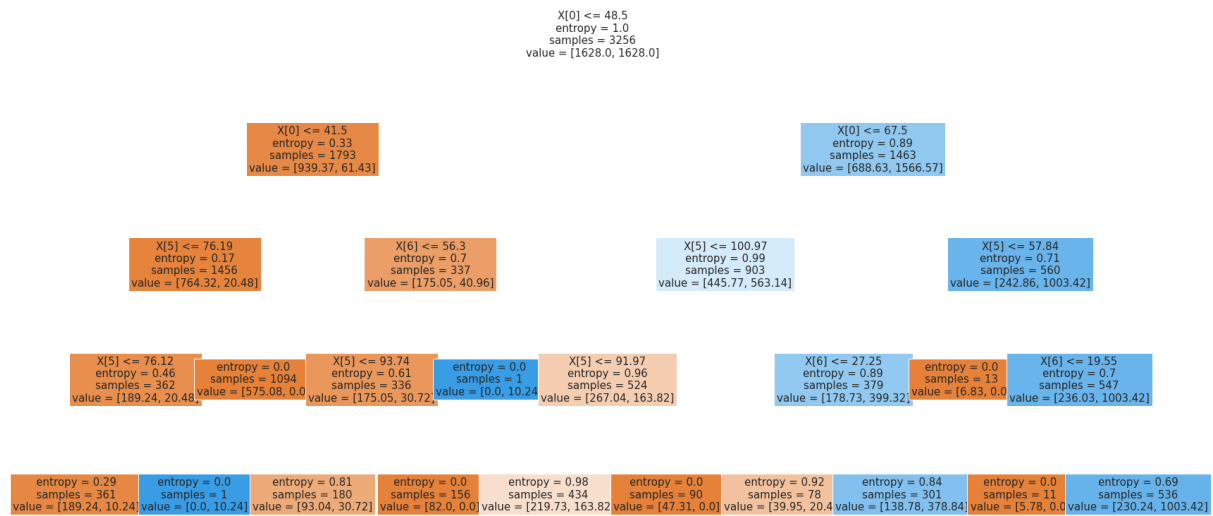 X[0] <= 48.5
entropy = 1.0
samples = 3256
value = [1628.0, 1628.0]
X[0] <= 41.5
entropy = 0.33
samples = 1793
value = [939.37, 61.43]
X[0] <= 67.5
entropy = 0.89
samples = 1463
value = [688.63, 1566.57]
X[5] <= 76.19
entropy = 0.17
samples = 1456
value = [764.32, 20.48]
X[6] <= 56.3
entropy = 0.7
samples = 337
value = [175.05, 40.96]
X[5] <= 100.97
entropy = 0.99
samples = 903
value = [445.77, 563.14]
X[5] <= 57.84
entropy = 0.71
samples = 560
value = [242.86, 1003.42]
X[5] <= 76.12
entropy = 0.46
samples = 362
value = [189.24, 20.48]
entropy = 0.0
samples = 1094
value = [575.08, 0.0
X[5] <= 93.74
entropy = 0.61
samples = 336
value = [175.05, 30.72]
entropy = 0.0
samples = 1
value = [0.0, 10.24]
X[5] <= 91.97
entropy = 0.96
samples = 524
value = [267.04, 163.82]
X[6] <= 27.25
entropy = 0.89
samples = 379
value = [178.73, 399.32]
entropy = 0.0
samples = 13
value = [6.83, 0.0
X[6] <= 19.55
entropy = 0.7
samples = 547
value = [236.03, 1003.42]
entropy = 0.29
samples = 361
value = [189.24, 10.24]
entropy = 0.0
samples = 1
value = [0.0, 10.24]
entropy = 0.81
samples = 180
value = [93.04, 30.72]
entropy = 0.0
samples = 156
value = [82.0, 0.0]
entropy = 0.98
samples = 434
value = [219.73, 163.82
entropy = 0.0
samples = 90
value = [47.31, 0.0]
entropy = 0.92
samples = 78
value = [39.95, 20.4
entropy = 0.84
samples = 301
value = [138.78, 378.84]
entropy = 0.0
samples = 11
value = [5.78, 0.0
entropy = 0.69
samples = 536
value = [230.24, 1003.42]